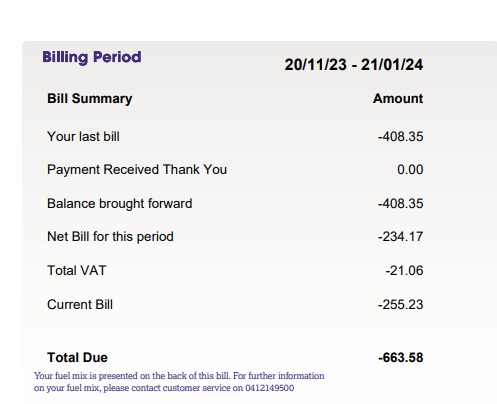 Billing Period 20/11/23 - 21/01/24
Bill Summary Amount
Your last bill -408.35
Payment Received Thank You 0.00
Balance brought forward -408.35
Net Bill for this period -234.17
Total VAT -21.06
Current Bill -255.23
Total Due -663.58
Your fuel mix is presented on the back of this bill. For further information
on your fuel mix, please contact customer service on 0412149500